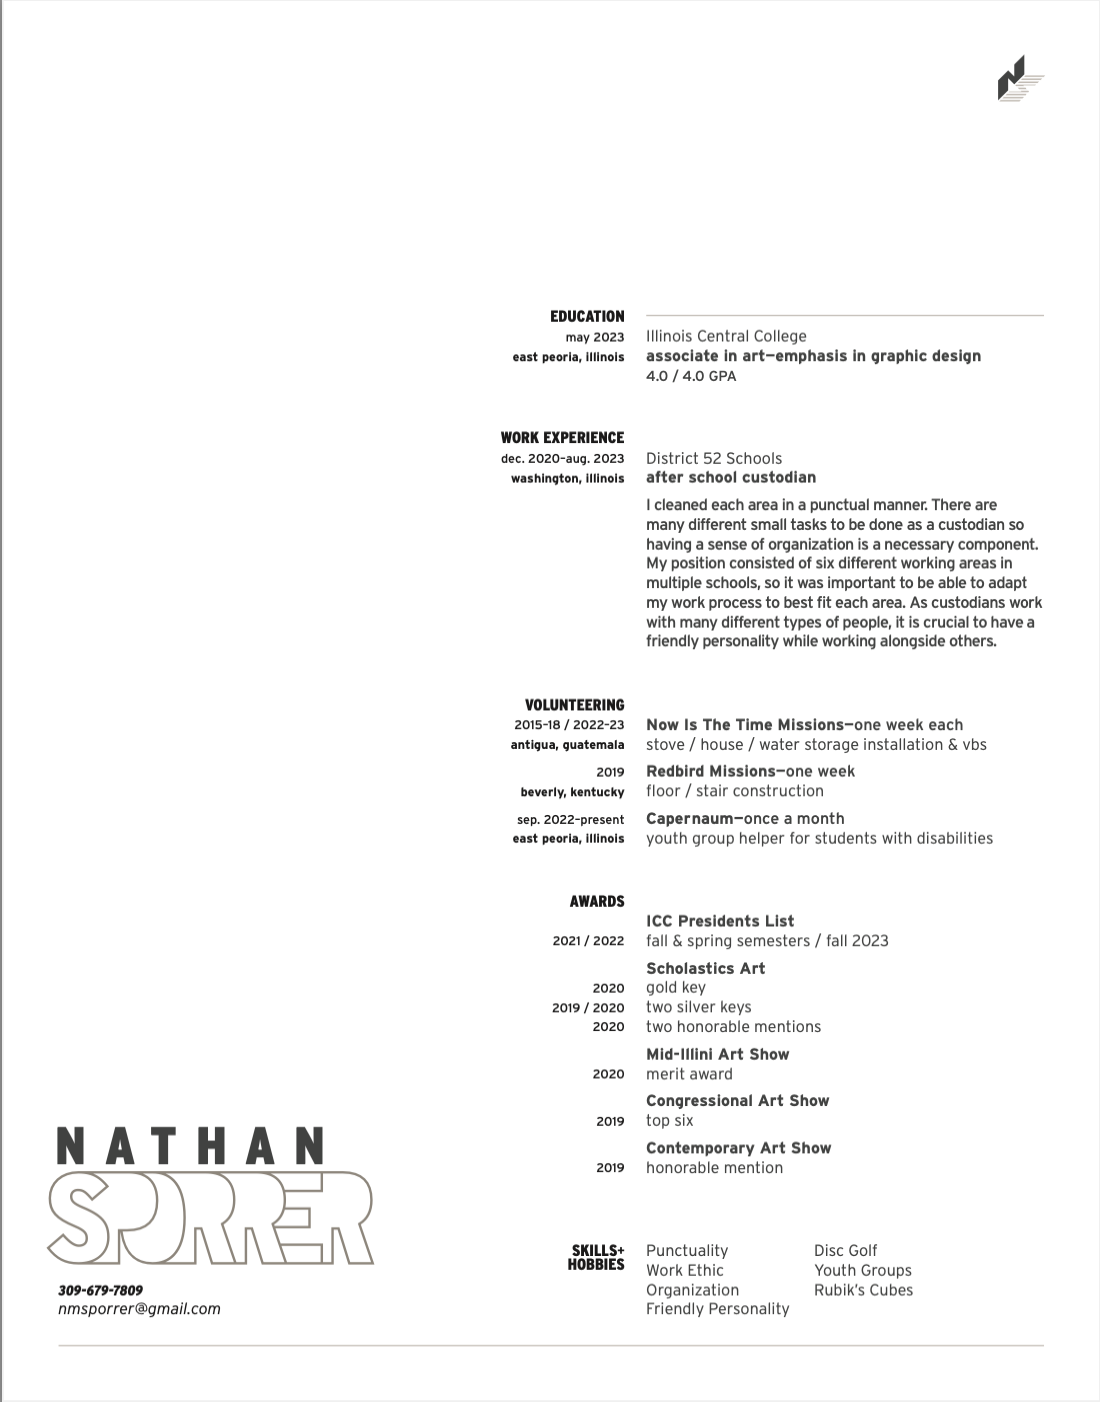 EDUCATION
may 2023 Illinois Central College
east peoria, illinois associate in art—emphasis in graphic design
4.0 / 4.0 GPA
WORK EXPERIENCE
dec. 2020–aug. 2023 District 52 Schools
washington, illinois after school custodian
I cleaned each area in a punctual manner. There are
many different small tasks to be done as a custodian so
having a sense of organization is a necessary component.
My position consisted of six different working areas in
multiple schools, so it was important to be able to adapt
my work process to best fit each area. As custodians work
with many different types of people, it is crucial to have a
friendly personality while working alongside others.
VOLUNTEERING
2015–18 / 2022–23 Now Is The Time Missions—one week each
antigua, guatemala stove / house / water storage installation & vbs
2019 Redbird Missions—one week
beverly, kentucky floor / stair construction
sep. 2022–present Capernaum—once a month
east peoria, illinois youth group helper for students with disabilities
AWARDS
ICC Presidents List
2021 / 2022 fall & spring semesters / fall 2023
Scholastics Art
2020 gold key
2019 / 2020 two silver keys
2020 two honorable mentions
Mid-Illini Art Show
2020 merit award
Congressional Art Show
2019 top six
Contemporary Art Show
2019 honorable mention
NATHAN
SPORRER
309-679-7809
nmsporrer@gmail.com
SKILLS+
HOBBIES
Punctuality Disc Golf
Work Ethic Youth Groups
Organization Rubik's Cubes
Friendly Personality